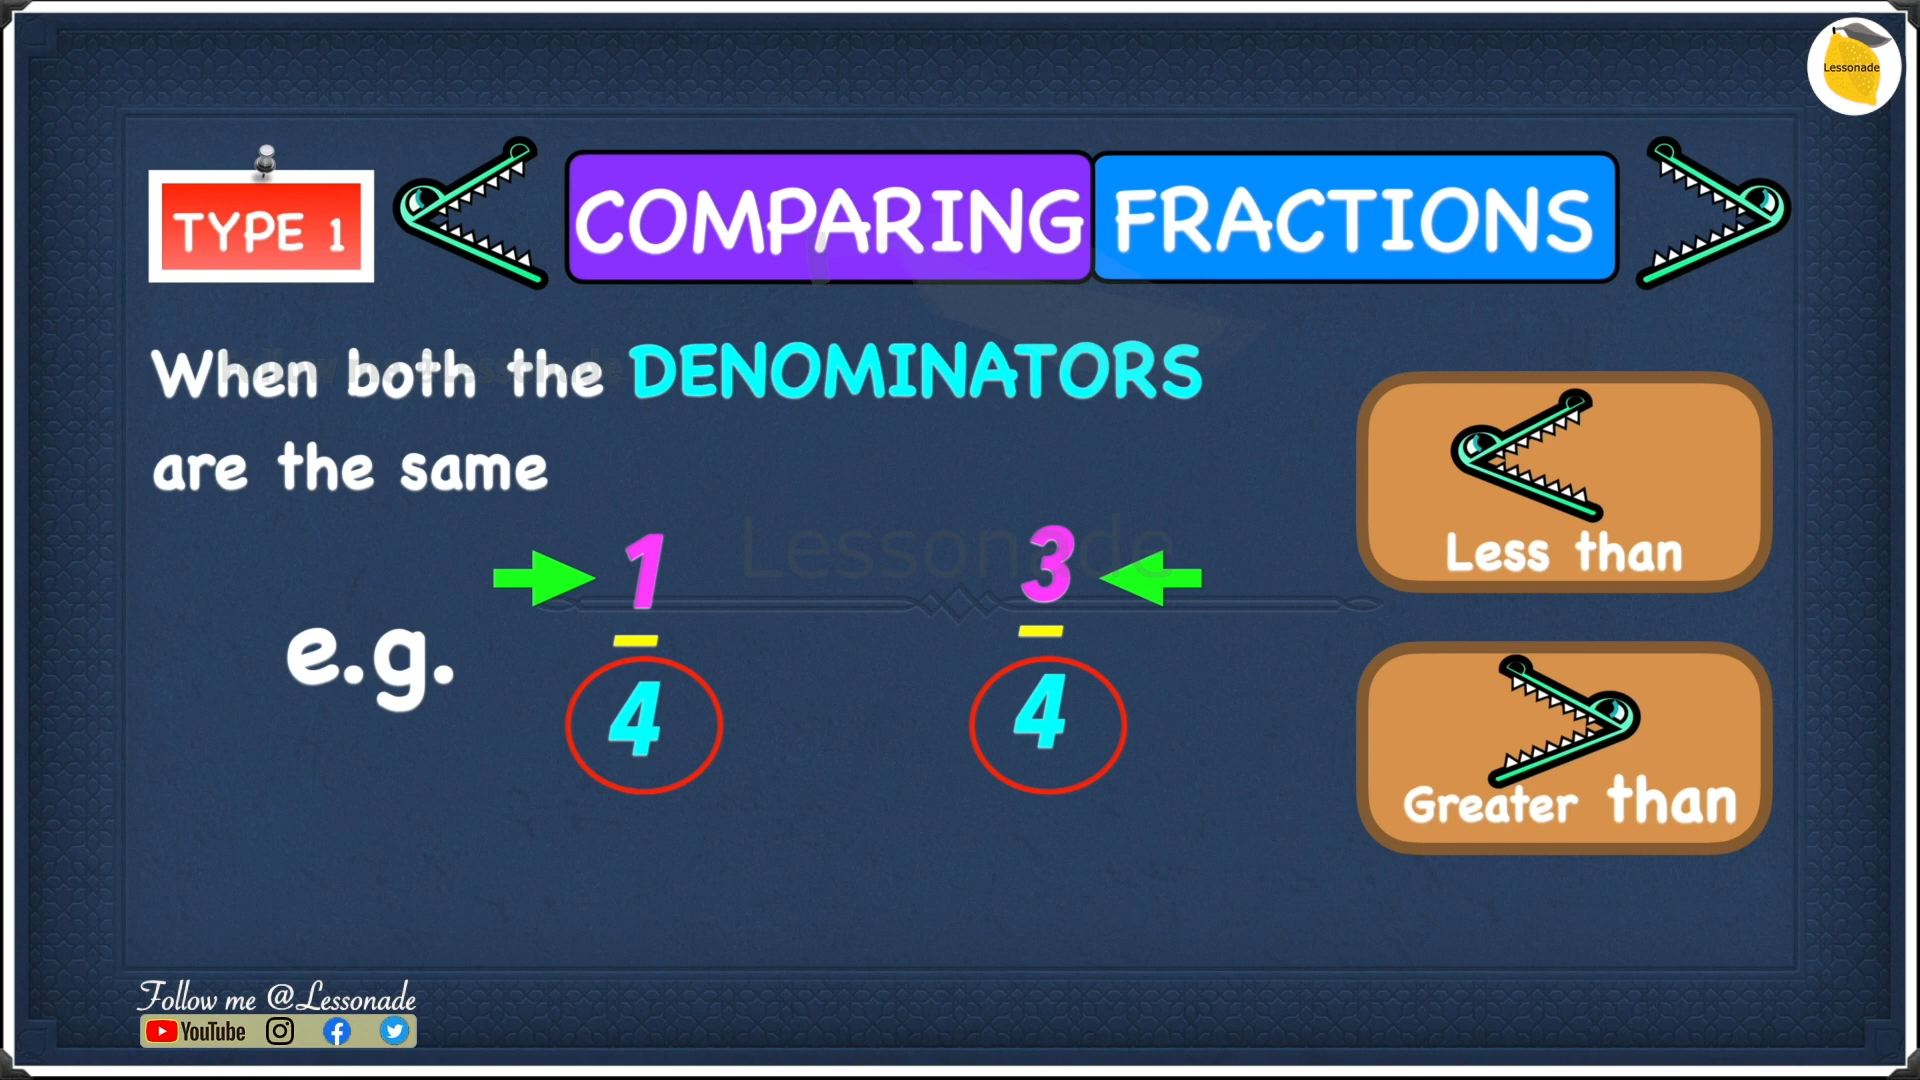 Lessonade
TYPE 1
COMPARING FRACTIONS
When both the DENOMINATORS
are the same
Lessonade
Less than
e.g.
1 3
4 4
Greater than
Follow me @Lessonade
YouTube